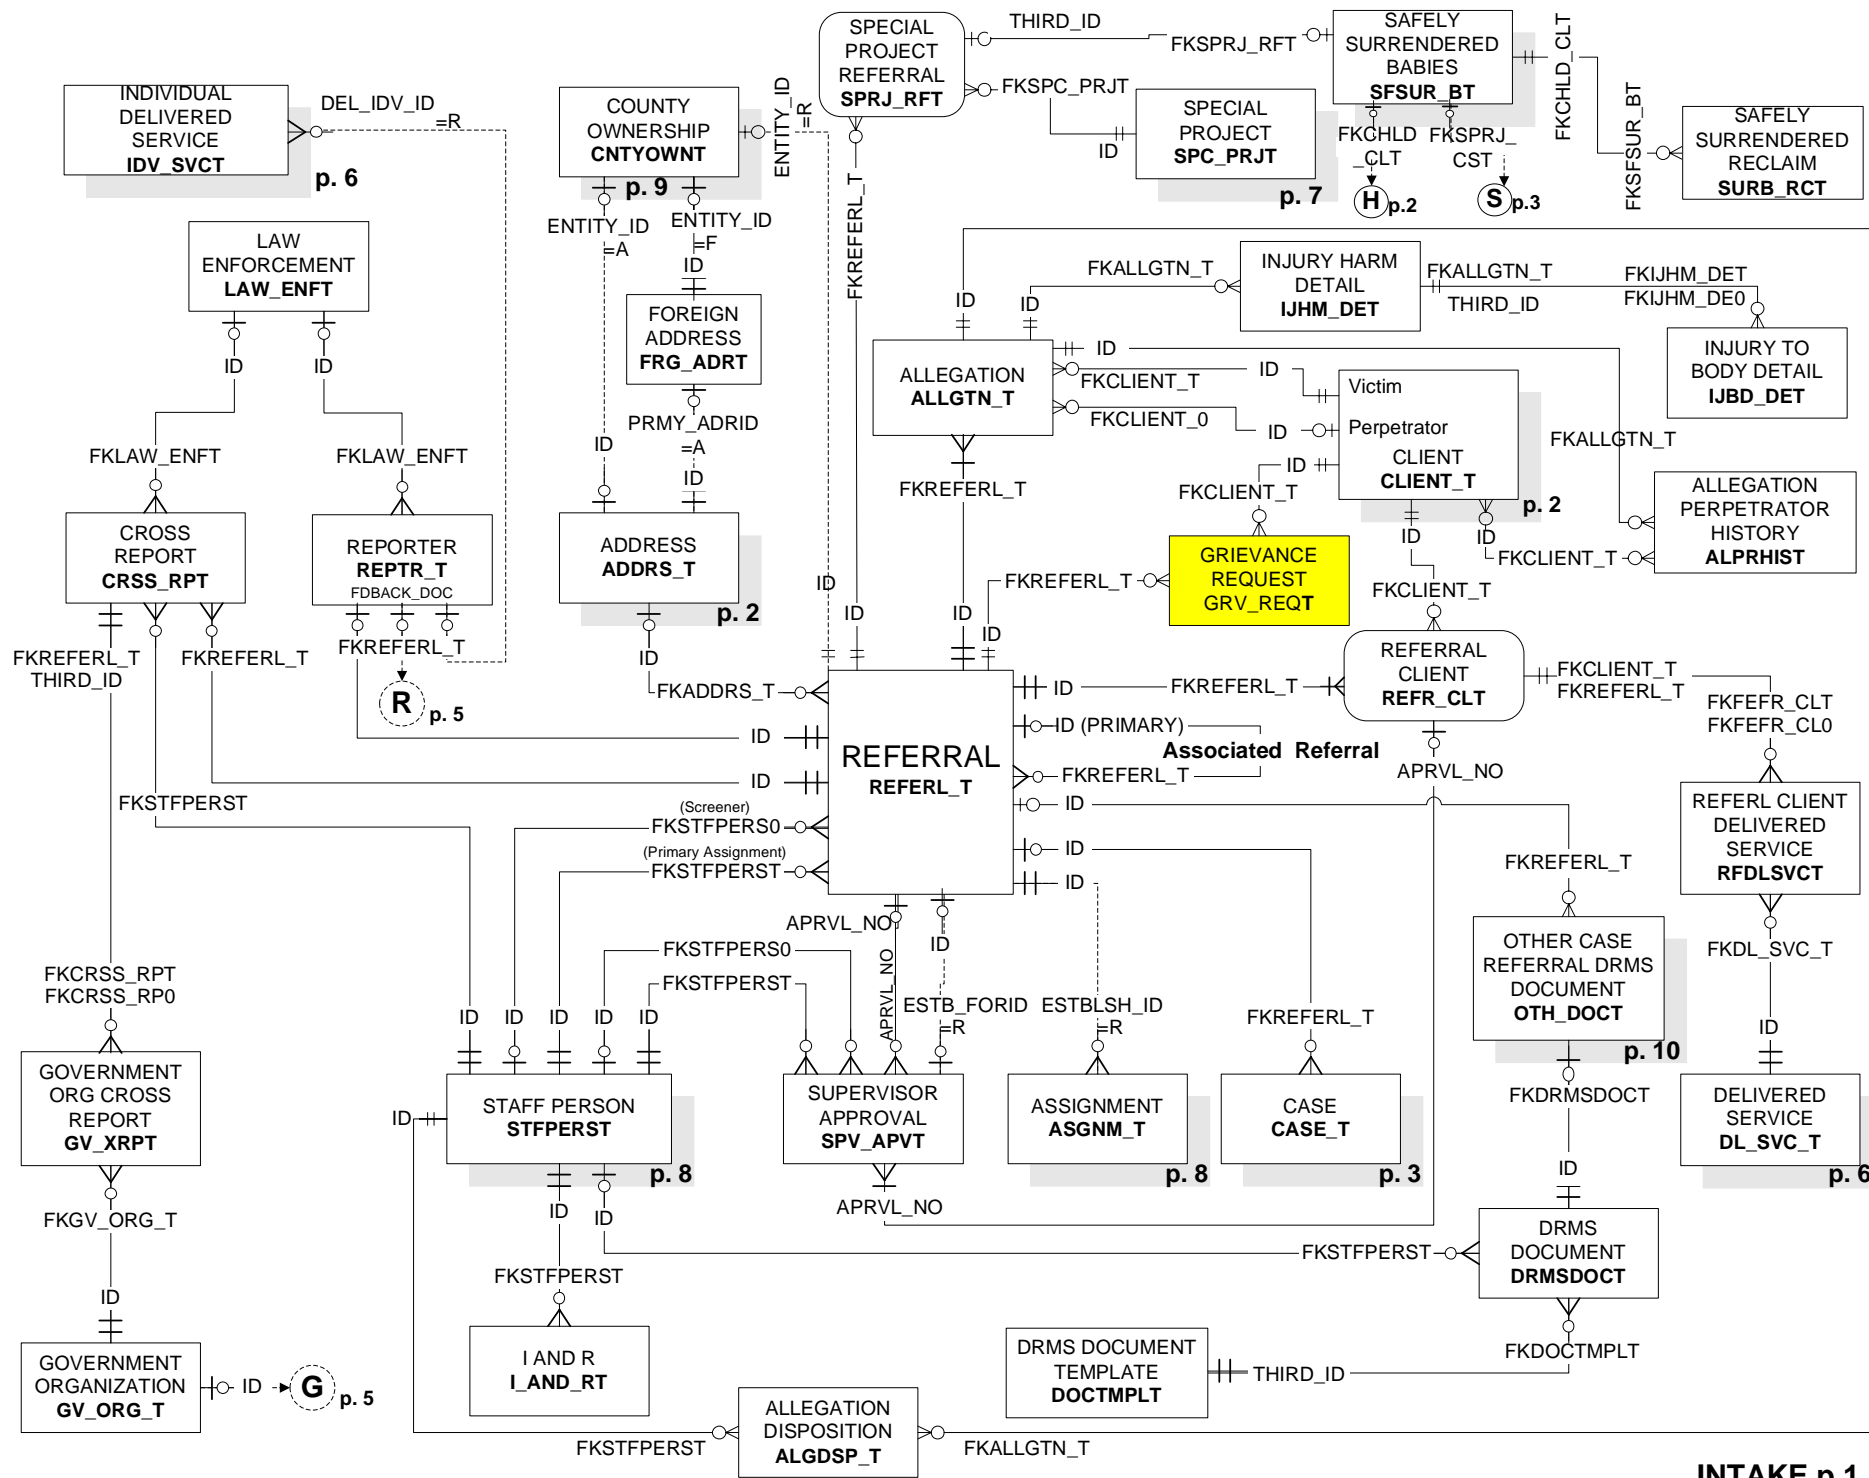 SPECIAL
PROJECT
REFERRAL
SPRJ_RFT
THIRD_ID
FKSPRJ_RFT
SAFELY
SURRENDERED
BABIES
SFSUR_BT
FKCHLD_CLT
FKSFSUR_BT
FKSPC_PRJT
ID
SPECIAL
PROJECT
SPC_PRJT
p. 7
FKCHLD
_CLT
FKSPRJ_
CST
H
p.2
S
p.3
SAFELY
SURRENDERED
RECLAIM
SURB_RCT
INDIVIDUAL
DELIVERED
SERVICE
IDV_SVCT
p. 6
DEL_IDV_ID
=R
COUNTY
OWNERSHIP
CNTYOWNT
p. 9
ENTITY_ID
=R
ENTITY_ID
=A
ENTITY_ID
=F
ID
FKREFERL_T
LAW
ENFORCEMENT
LAW_ENFT
ID
ID
FOREIGN
ADDRESS
FRG_ADRT
PRMY_ADRID
=A
ID
ID
FKALLGTN_T
INJURY HARM
DETAIL
IJHM_DET
FKALLGTN_T
THIRD_ID
FKIJHM_DET
FKIJHM_DE0
INJURY TO
BODY DETAIL
IJBD_DET
ID
ID
ALLEGATION
ALLGTN_T
ID
FKCLIENT_T
ID
FKCLIENT_0
ID
Victim
Perpetrator
CLIENT
CLIENT_T
p. 2
FKALLGTN_T
ALLEGATION
PERPETRATOR
HISTORY
ALPRHIST
ID
FKCLIENT_T
ID
FKCLIENT_T
FKLAW_ENFT
FKLAW_ENFT
CROSS
REPORT
CRSS_RPT
REPORTER
REPTR_T
FDBACK_DOC
ADDRESS
ADDRS_T
p. 2
FKREFERL_T
GRIEVANCE
REQUEST
GRV_REQT
FKREFERL_T
ID
FKCLIENT_T
ID
ID
ID
ID
FKREFERL_T
THIRD_ID
FKREFERL_T
FKREFERL_T
R
p. 5
ID
FKADDRS_T
ID
ID
REFERRAL
REFERL_T
ID
FKREFERL_T
REFERRAL
CLIENT
REFR_CLT
FKCLIENT_T
FKREFERL_T
FKFEFR_CLT
FKFEFR_CL0
ID (PRIMARY)
Associated Referral
FKREFERL_T
APRVL_NO
ID
ID
ID
FKREFERL_T
REFERL CLIENT
DELIVERED
SERVICE
RFDLSVCT
FKDL_SVC_T
ID
DELIVERED
SERVICE
DL_SVC_T
p. 6
FKSTFPERST
(Screener)
FKSTFPERS0
(Primary Assignment)
FKSTFPERST
APRVL_NO
APRVL_NO
ID
ESTB_FORID
=R
ESTBLSH_ID
=R
FKREFERL_T
FKSTFPERS0
FKSTFPERST
OTHER CASE
REFERRAL DRMS
DOCUMENT
OTH_DOCT
p. 10
FKDRMSDOCT
ID
FKCRSS_RPT
FKCRSS_RP0
GOVERNMENT
ORG CROSS
REPORT
GV_XRPT
FKGV_ORG_T
ID
GOVERNMENT
ORGANIZATION
GV_ORG_T
ID
G
p. 5
ID
ID
ID
ID
ID
ID
STAFF PERSON
STFPERST
p. 8
SUPERVISOR
APPROVAL
SPV_APVT
APRVL_NO
ASSIGNMENT
ASGNM_T
p. 8
CASE
CASE_T
p. 3
ID
ID
FKSTFPERST
FKSTFPERST
I AND R
I_AND_RT
DRMS
DOCUMENT
DRMSDOCT
FKDOCTMPLT
DRMS DOCUMENT
TEMPLATE
DOCTMPLT
THIRD_ID
FKSTFPERST
ALLEGATION
DISPOSITION
ALGDSP_T
FKALLGTN_T
INTAKE p.1